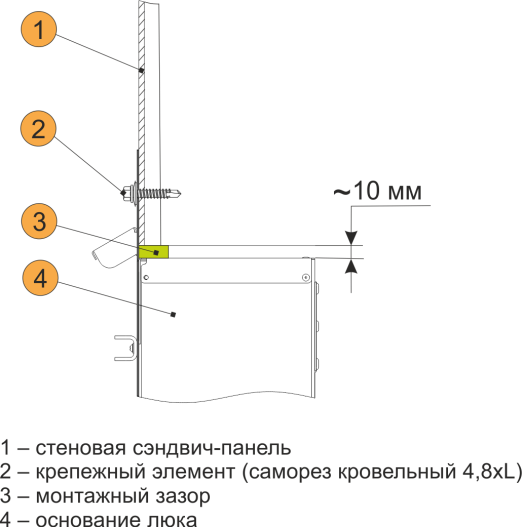 1
2
3
4
~10 мм
1 – стеновая сэндвич-панель
2 – крепежный элемент (саморез кровельный 4,8xL)
3 – монтажный зазор
4 – основание люка